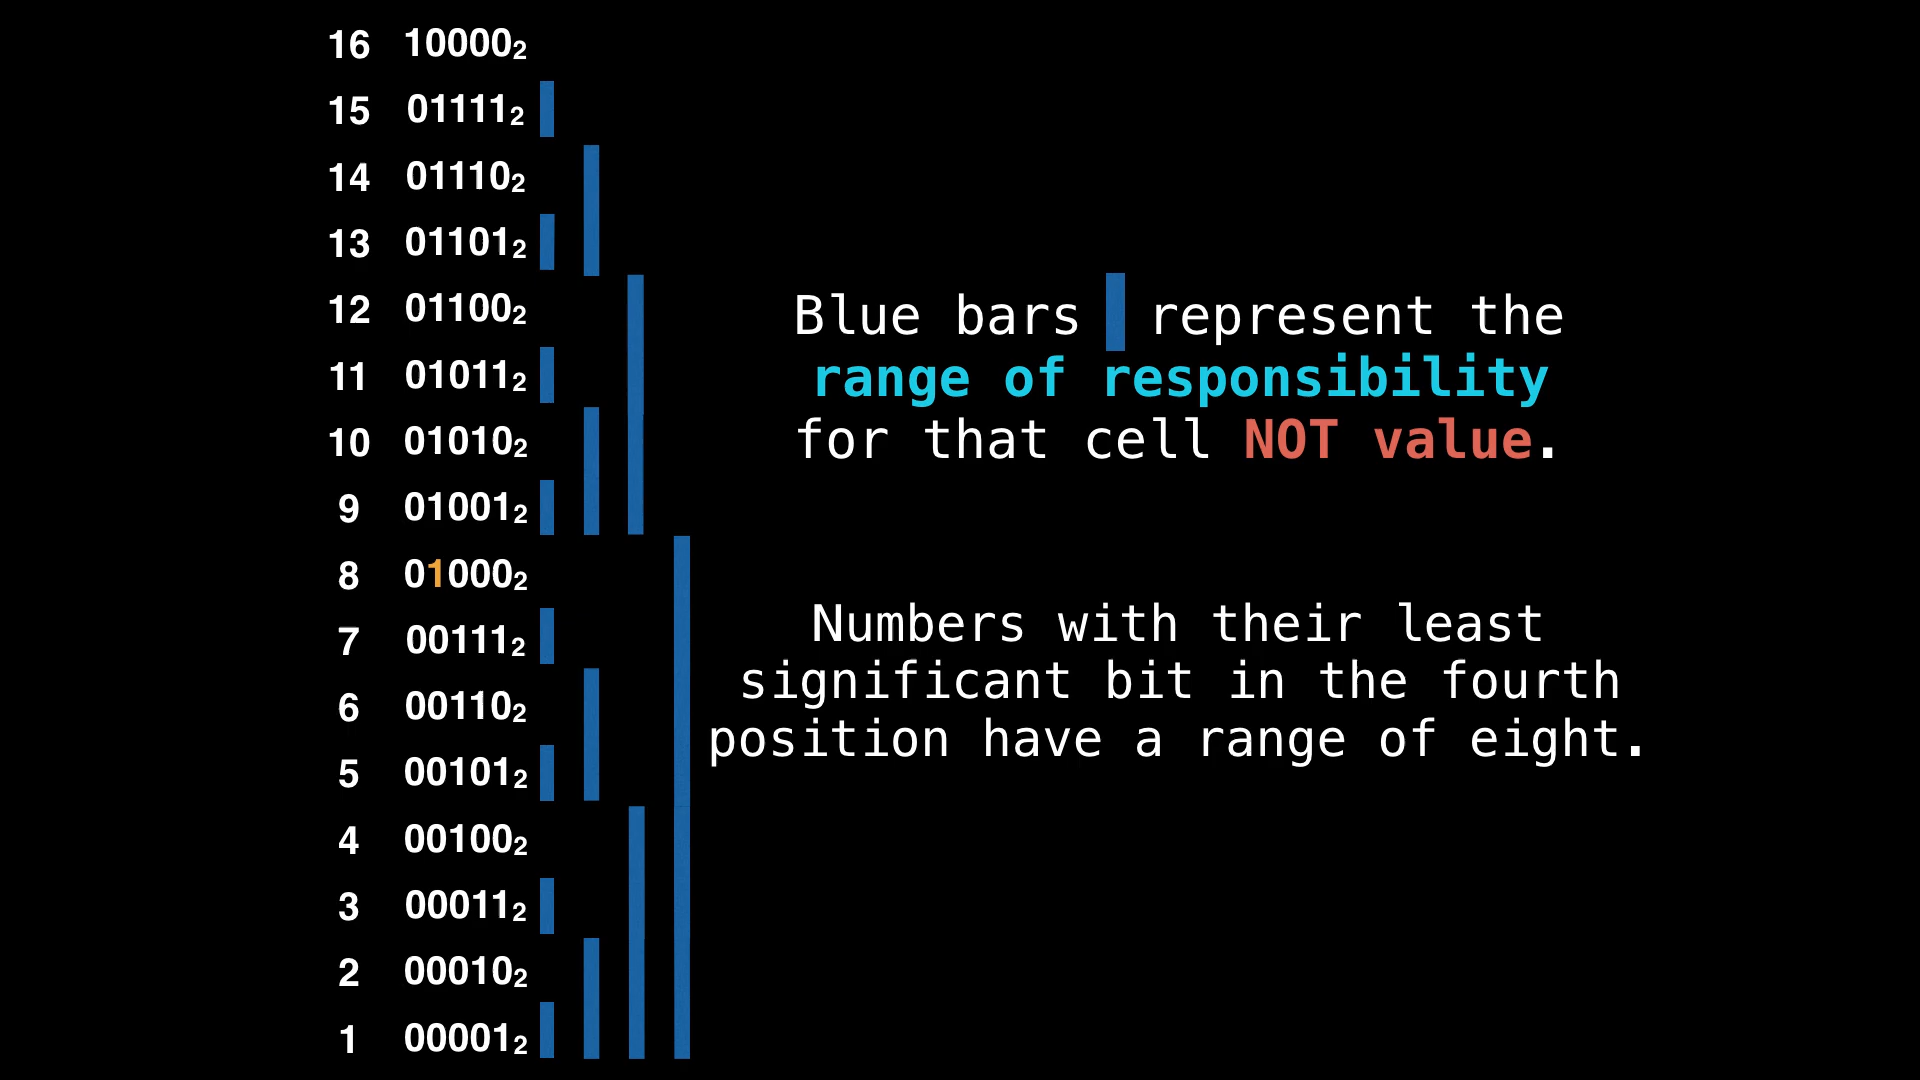 16 10000₂
15 01111₂
14 01110₂
13 01101₂
12 01100₂
11 01011₂
10 01010₂
9 01001₂
8 01000₂
7 00111₂
6 00110₂
5 00101₂
4 00100₂
3 00011₂
2 00010₂
1 00001₂
Blue bars represent the
range of responsibility
for that cell NOT value.
Numbers with their least
significant bit in the fourth
position have a range of eight.